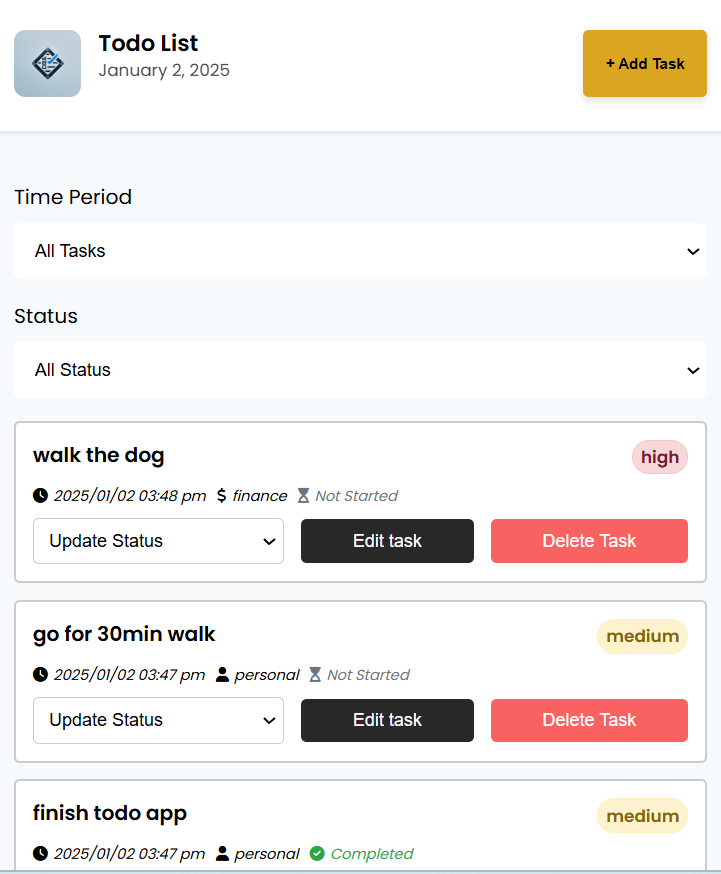 Todo List
January 2, 2025
+ Add Task
Time Period
All Tasks
Status
All Status
walk the dog
high
2025/01/02 03:48 pm $ finance Not Started
Update Status
Edit task
Delete Task
go for 30min walk
medium
2025/01/02 03:47 pm personal Not Started
Update Status
Edit task
Delete Task
finish todo app
medium
2025/01/02 03:47 pm personal Completed